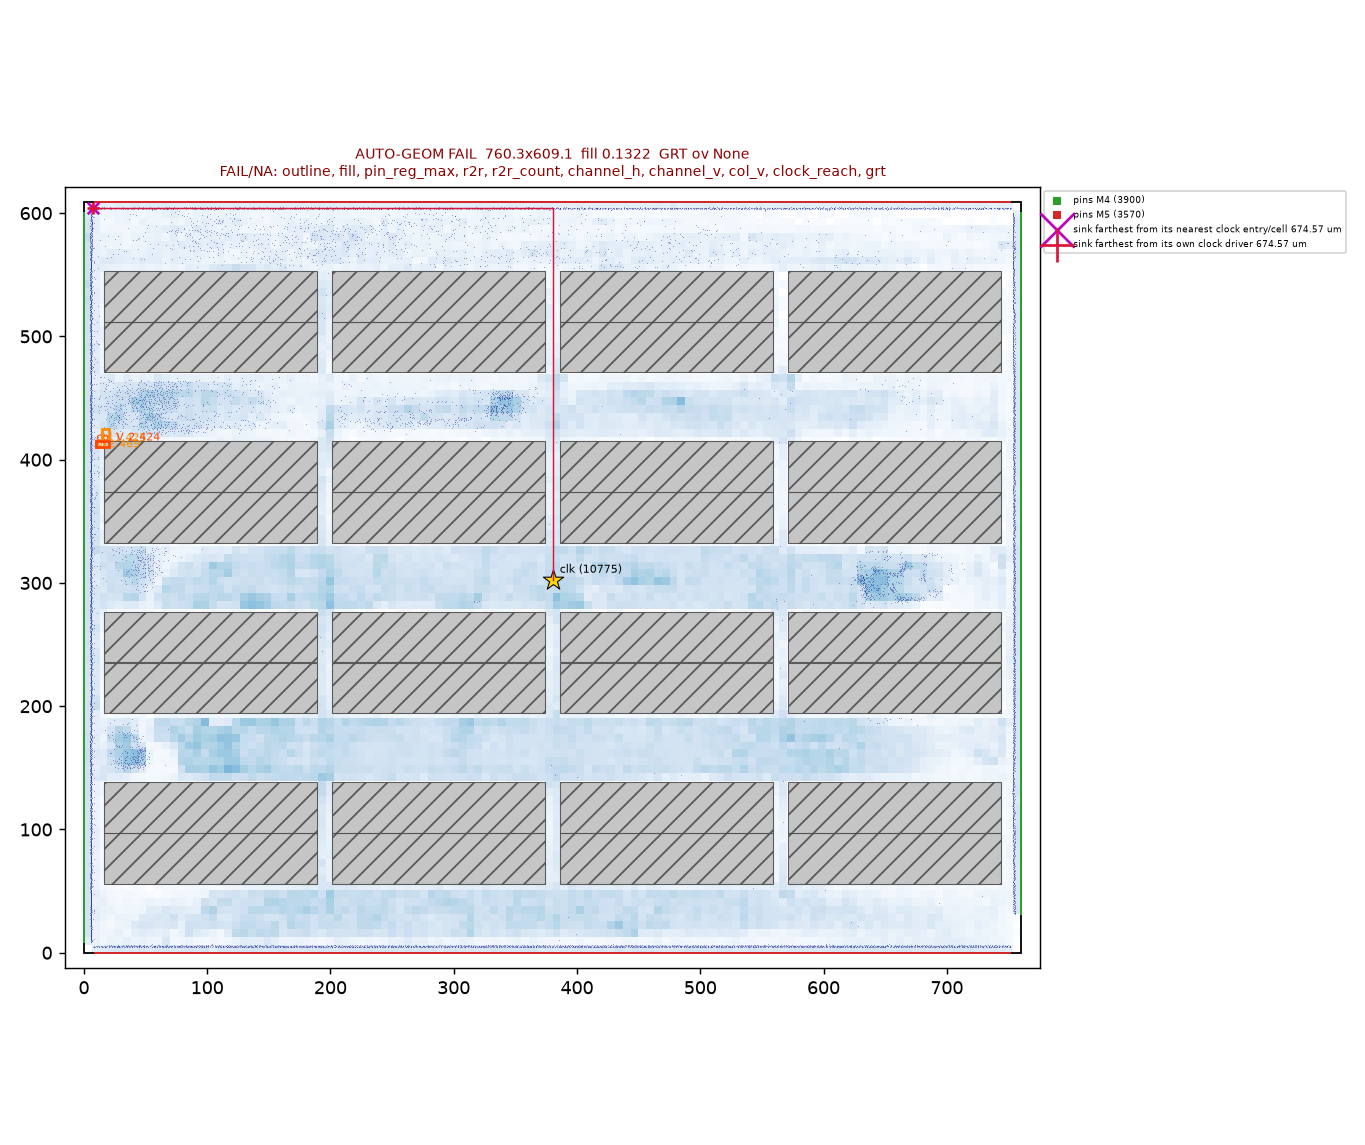 AUTO-GEOM FAIL  760.3x609.1  fill 0.1322  GRT ov None
FAIL/NA: outline, fill, pin_reg_max, r2r, r2r_count, channel_h, channel_v, col_v, clock_reach, grt
pins M4 (3900)
pins M5 (3570)
sink farthest from its nearest clock entry/cell 674.57 um
sink farthest from its own clock driver 674.57 um
600
500
400
300
200
100
0
clk (10775)
0 100 200 300 400 500 600 700